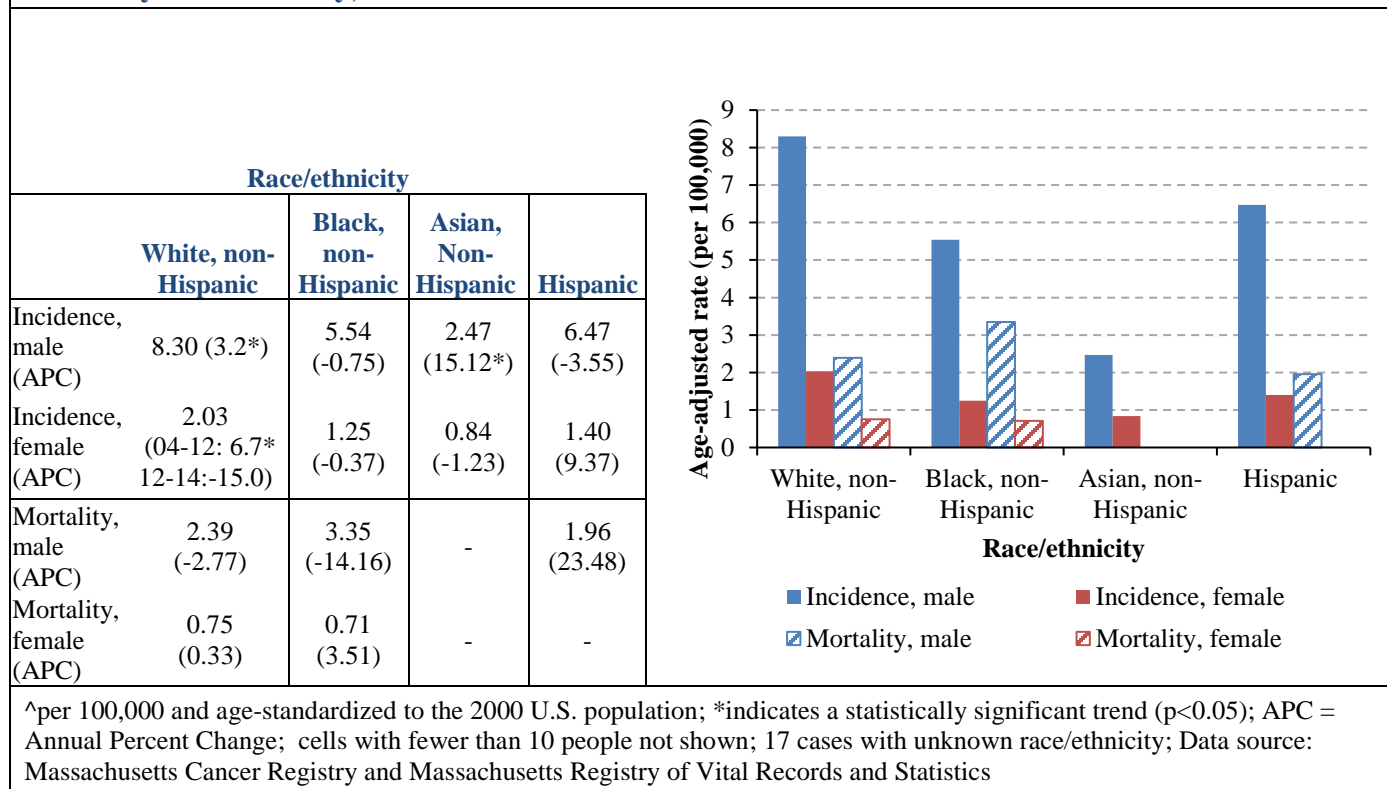 Race/ethnicity
White, non-
Hispanic
Black,
non-
Hispanic
Asian,
Non-
Hispanic
Hispanic
Incidence,
male
(APC)
8.30 (3.2*)
5.54
(-0.75)
2.47
(15.12*)
6.47
(-3.55)
Incidence,
female
(APC)
2.03
(04-12: 6.7*
12-14:-15.0)
1.25
(-0.37)
0.84
(-1.23)
1.40
(9.37)
Mortality,
male
(APC)
2.39
(-2.77)
3.35
(-14.16)
-
1.96
(23.48)
Mortality,
female
(APC)
0.75
(0.33)
0.71
(3.51)
-
-
Age-adjusted rate (per 100,000)
9
8
7
6
5
4
3
2
1
0
White, non-
Hispanic
Black, non-
Hispanic
Asian, non-
Hispanic
Hispanic
Race/ethnicity
Incidence, male
Incidence, female
Mortality, male
Mortality, female
^per 100,000 and age-standardized to the 2000 U.S. population; *indicates a statistically significant trend (p<0.05); APC =
Annual Percent Change;  cells with fewer than 10 people not shown; 17 cases with unknown race/ethnicity; Data source:
Massachusetts Cancer Registry and Massachusetts Registry of Vital Records and Statistics